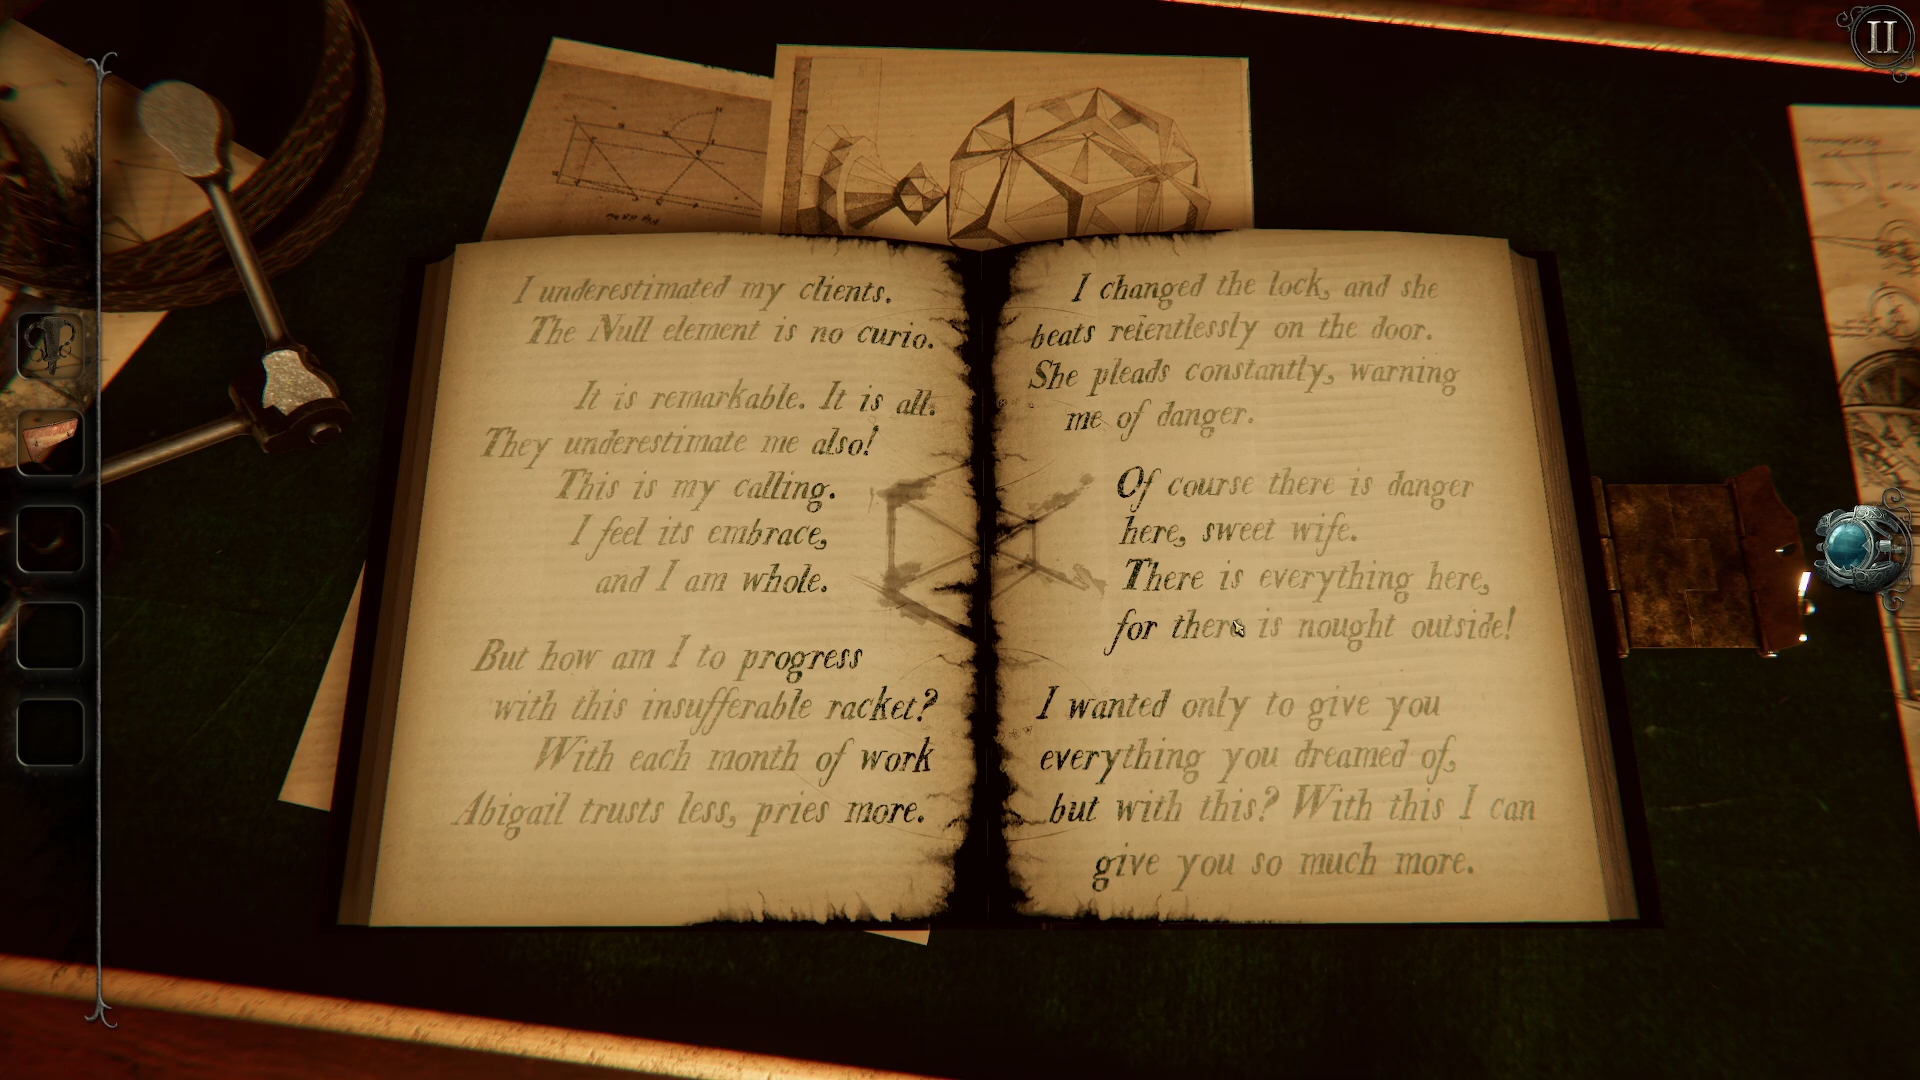 I underestimated my clients.
The Null element is no curio.
It is remarkable. It is all.
They underestimate me also!
This is my calling.
I feel its embrace,
and I am whole.
But how am I to progress
with this insufferable racket?
With each month of work
Abigail trusts less, pries more.
I changed the lock, and she
beats relentlessly on the door.
She pleads constantly, warning
me of danger.
Of course there is danger
here, sweet wife.
There is everything here,
for there is nought outside!
I wanted only to give you
everything you dreamed of,
but with this? With this I can
give you so much more.